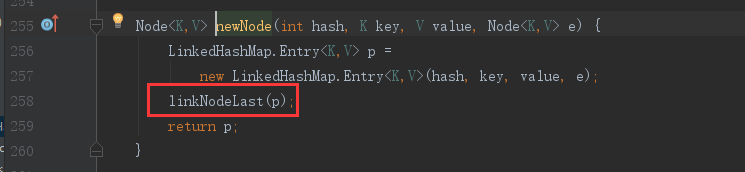 254
255 Node<K,V> newNode(int hash, K key, V value, Node<K,V> e) {
256 LinkedHashMap.Entry<K,V> p =
257 new LinkedHashMap.Entry<K,V>(hash, key, value, e);
258 linkNodeLast(p);
259 return p;
260 }